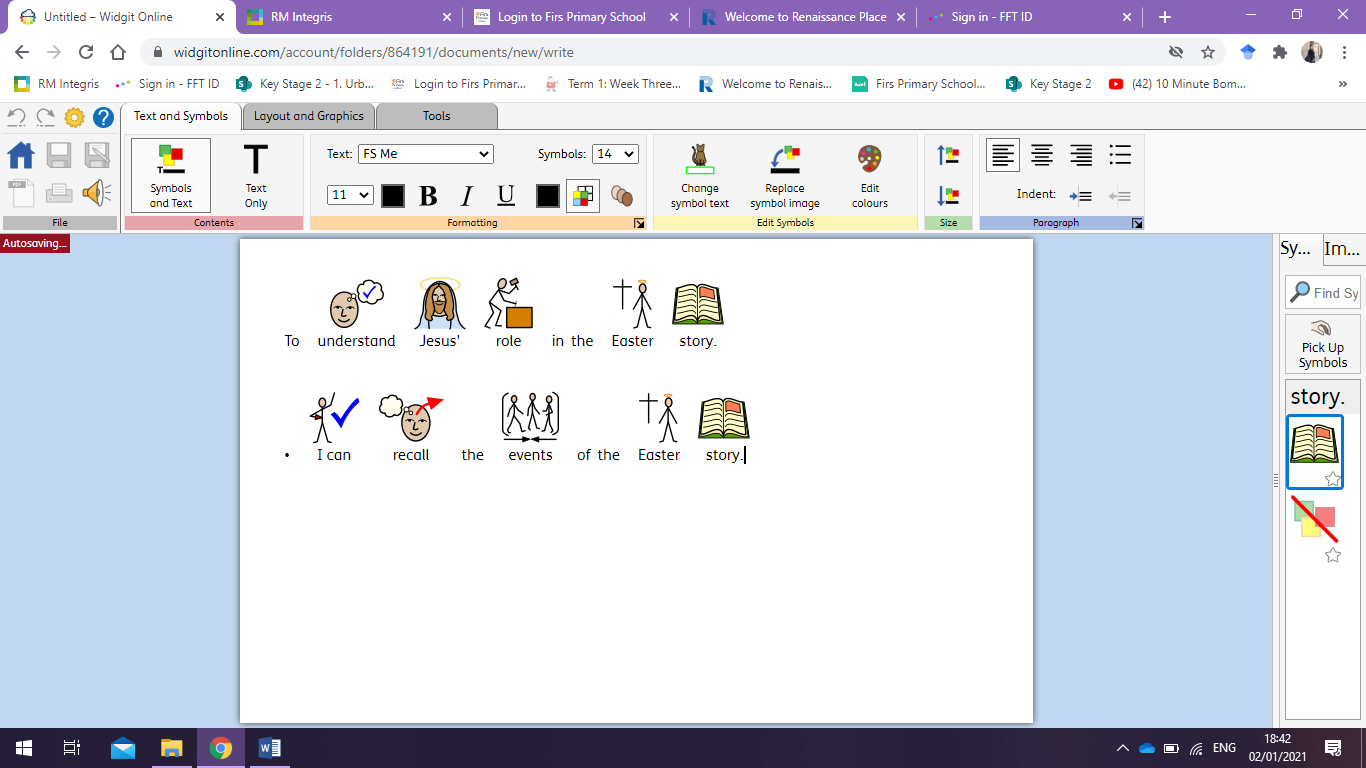 Untitled – Widgit Online
RM Integris
Login to Firs Primary School
Welcome to Renaissance Place
Sign in - FFT ID
widgitonline.com/account/folders/864191/documents/new/write
RM Integris
Sign in - FFT ID
Key Stage 2 - 1. Urb...
Login to Firs Primar...
Term 1: Week Three...
Welcome to Renais...
Firs Primary School...
Key Stage 2
(42) 10 Minute Bom...
»
Text and Symbols
Layout and Graphics
Tools
Text: FS Me
Symbols: 14
Symbols and Text
Text Only
11
B I U
Change symbol text
Replace symbol image
Edit colours
Indent:
File
Contents
Formatting
Edit Symbols
Size
Paragraph
Autosaving...
Sy...
Im...
Find Sy
Pick Up Symbols
story.
To understand Jesus' role in the Easter story.
• I can recall the events of the Easter story.
ENG
18:42
02/01/2021